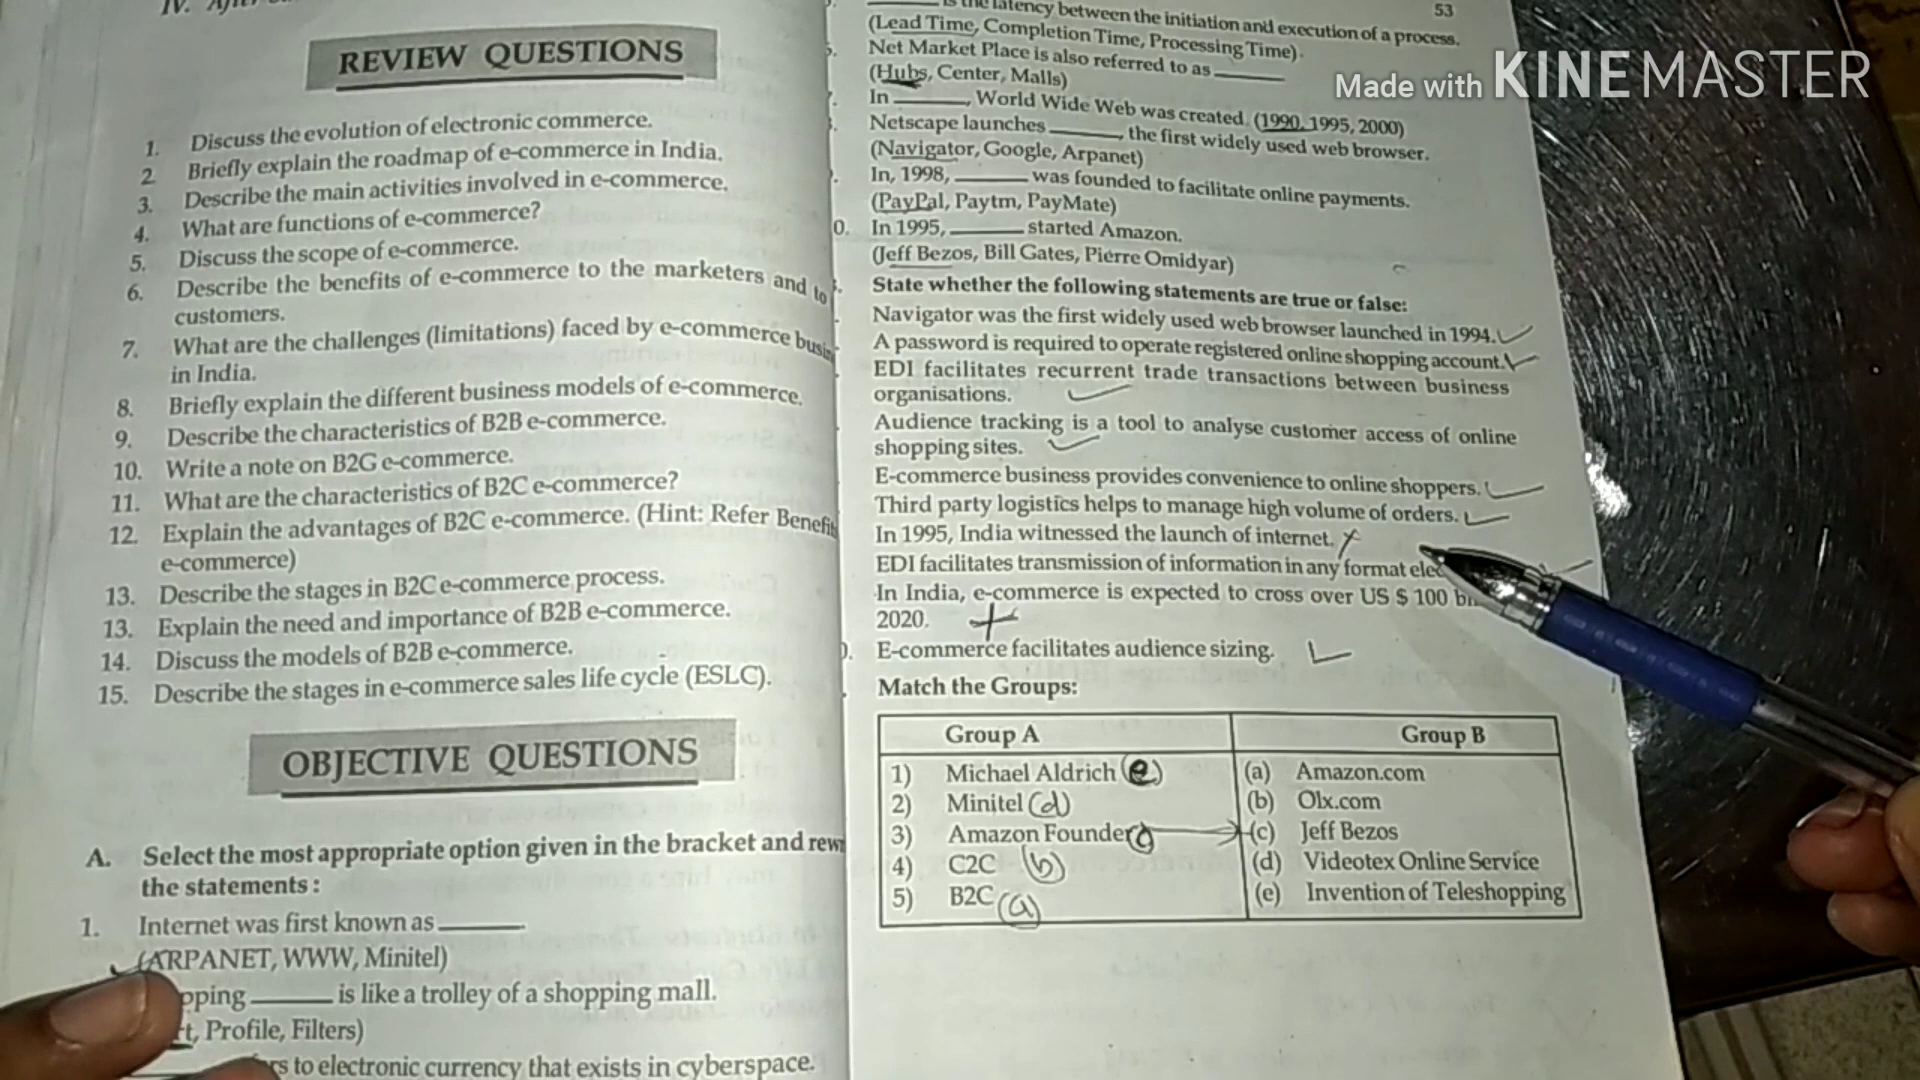 IV.
REVIEW QUESTIONS
1. Discuss the evolution of electronic commerce.
2 Briefly explain the roadmap of e-commerce in India.
3. Describe the main activities involved in e-commerce.
4. What are functions of e-commerce?
5. Discuss the scope of e-commerce.
6. Describe the benefits of e-commerce to the marketers and to
customers.
7. What are the challenges (limitations) faced by e-commerce busin
in India.
8. Briefly explain the different business models of e-commerce.
9. Describe the characteristics of B2B e-commerce.
10. Write a note on B2G e-commerce.
11. What are the characteristics of B2C e-commerce?
12. Explain the advantages of B2C e-commerce. (Hint: Refer Benefit
e-commerce)
13. Describe the stages in B2C e-commerce process.
13. Explain the need and importance of B2B e-commerce.
14. Discuss the models of B2B e-commerce.
15. Describe the stages in e-commerce sales life cycle (ESLC).
OBJECTIVE QUESTIONS
A. Select the most appropriate option given in the bracket and rewr
the statements :
1. Internet was first known as ______.
(ARPANET, WWW, Minitel)
pping ______ is like a trolley of a shopping mall.
t, Profile, Filters)
rs to electronic currency that exists in cyberspace.
53
______ is the latency between the initiation and execution of a process.
(Lead Time, Completion Time, Processing Time).
Net Market Place is also referred to as ______
(Hubs, Center, Malls)
In ______, World Wide Web was created. (1990, 1995, 2000)
Netscape launches ______, the first widely used web browser.
(Navigator, Google, Arpanet)
In, 1998, ______ was founded to facilitate online payments.
(PayPal, Paytm, PayMate)
0. In 1995, ______ started Amazon.
(Jeff Bezos, Bill Gates, Pierre Omidyar)
State whether the following statements are true or false:
Navigator was the first widely used web browser launched in 1994.
A password is required to operate registered online shopping account.
EDI facilitates recurrent trade transactions between business
organisations.
Audience tracking is a tool to analyse customer access of online
shopping sites.
E-commerce business provides convenience to online shoppers.
Third party logistics helps to manage high volume of orders.
In 1995, India witnessed the launch of internet.
EDI facilitates transmission of information in any format elec
In India, e-commerce is expected to cross over US $ 100 bi
2020.
0. E-commerce facilitates audience sizing.
Match the Groups:
Group A Group B
1) Michael Aldrich (e) (a) Amazon.com
2) Minitel (d) (b) Olx.com
3) Amazon Founder (c) (c) Jeff Bezos
4) C2C (b) (d) Videotex Online Service
5) B2C (a) (e) Invention of Teleshopping
Made with KINEMASTER